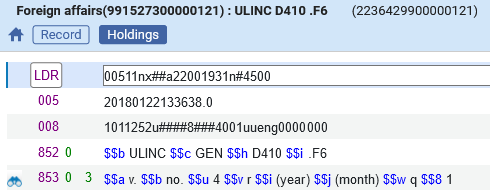 Foreign affairs(991527300000121) : ULINC D410 .F6 (2236429900000121)
Record Holdings
LDR 00511nx##a22001931n#4500
005 20180122133638.0
008 1011252u####8###4001uueng0000000
852 0 $$b ULINC $$c GEN $$h D410 $$i .F6
853 0 3 $$a v. $$b no. $$u 4 $$v r $$i (year) $$j (month) $$w q $$8 1